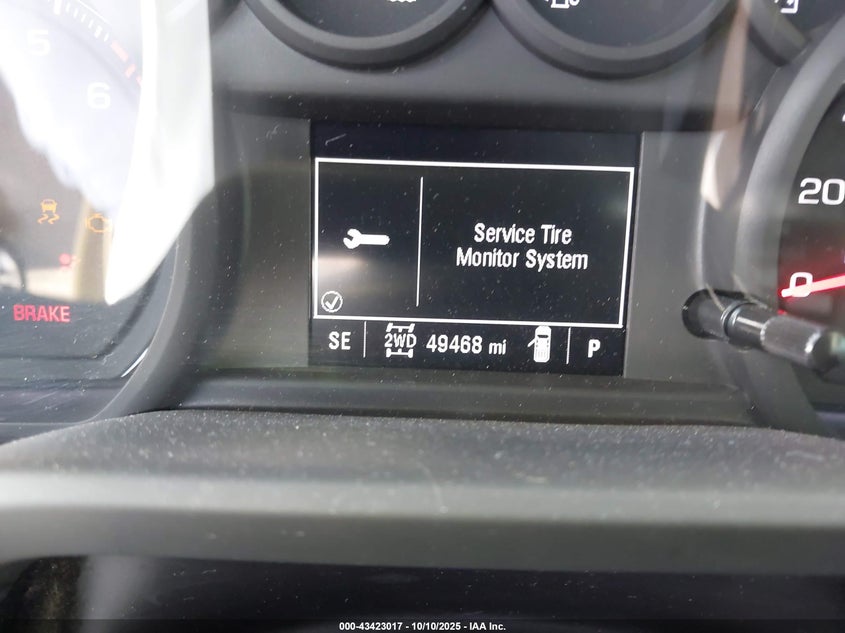 5
6
20
0
Service Tire
Monitor System
BRAKE
SE 2WD 49468 mi P
000-43423017 - 10/10/2025 - IAA Inc.